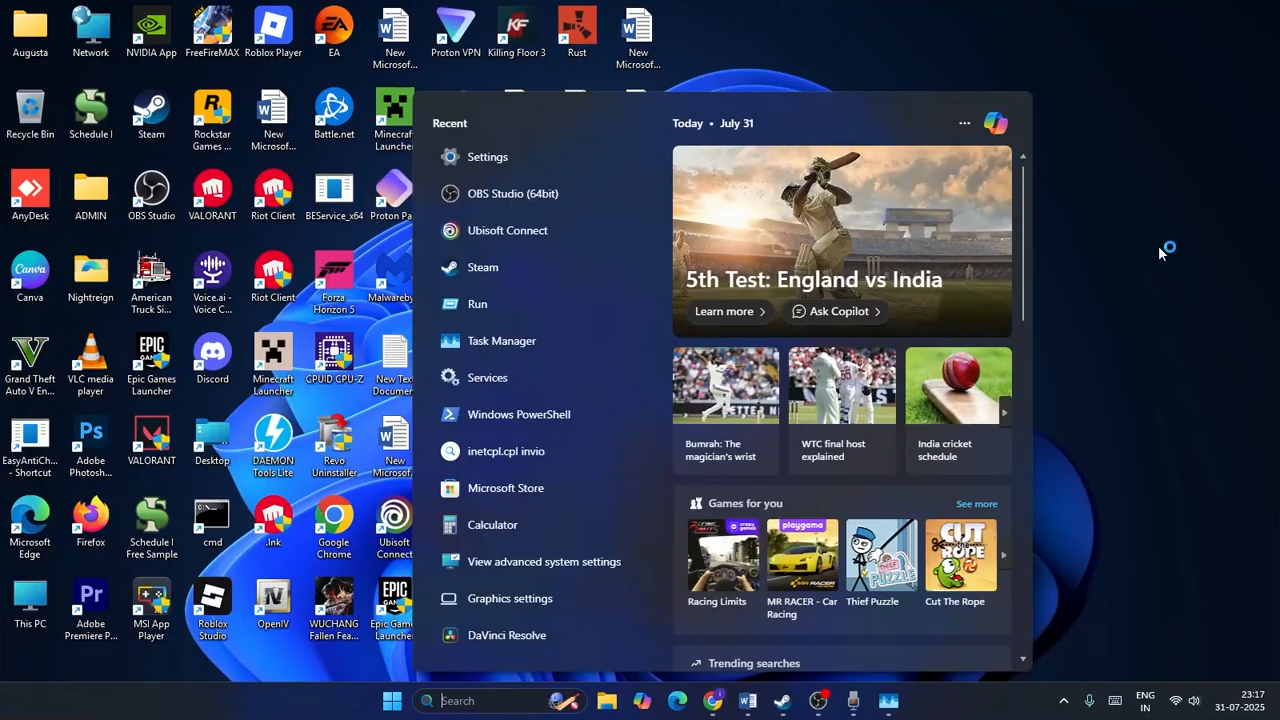 Augusta
Network
NVIDIA App
FreeFireMAX
Roblox Player
EA
New
Microsof...
Proton VPN
Killing Floor 3
Rust
New
Microsof...
Recycle Bin
Schedule I
Steam
Rockstar
Games ...
New
Microsof...
Battle.net
Minecraft
Launcher
AnyDesk
ADMIN
OBS Studio
VALORANT
Riot Client
BEService_x64
Proton Pa
Canva
Nightreign
American
Truck Si...
Voice.ai -
Voice C...
Riot Client
Forza
Horizon 5
Malwareby
Grand Theft
Auto V En...
VLC media
player
Epic Games
Launcher
Discord
Minecraft
Launcher
CPUID CPU-Z
New Text
Documen
EasyAntiCh...
- Shortcut
Adobe
Photosh...
VALORANT
Desktop
DAEMON
Tools Lite
Revo
Uninstaller
New
Microsof
Microsoft
Edge
Firefox
Schedule I
Free Sample
cmd
.lnk
Google
Chrome
Ubisoft
Connect
This PC
Adobe
Premiere P...
MSI App
Player
Roblox
Studio
OpenIV
WUCHANG
Fallen Fea...
Epic Game
Launcher
Recent
Settings
OBS Studio (64bit)
Ubisoft Connect
Steam
Run
Task Manager
Services
Windows PowerShell
inetcpl.cpl invio
Microsoft Store
Calculator
View advanced system settings
Graphics settings
DaVinci Resolve
Today • July 31
5th Test: England vs India
Learn more
Ask Copilot
Bumrah: The
magician's wrist
WTC final host
explained
India cricket
schedule
Games for you
See more
Racing Limits
MR RACER - Car
Racing
Thief Puzzle
Cut The Rope
Trending searches
Search
ENG
IN
23:17
31-07-2025